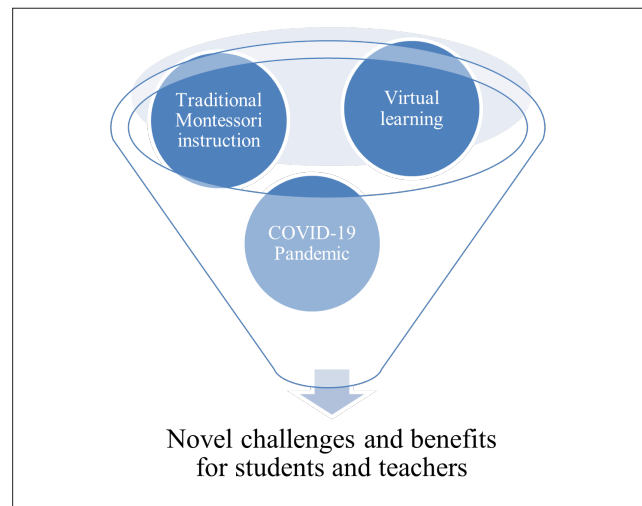 Traditional
Montessori
instruction
Virtual
learning
COVID-19
Pandemic
Novel challenges and benefits
for students and teachers